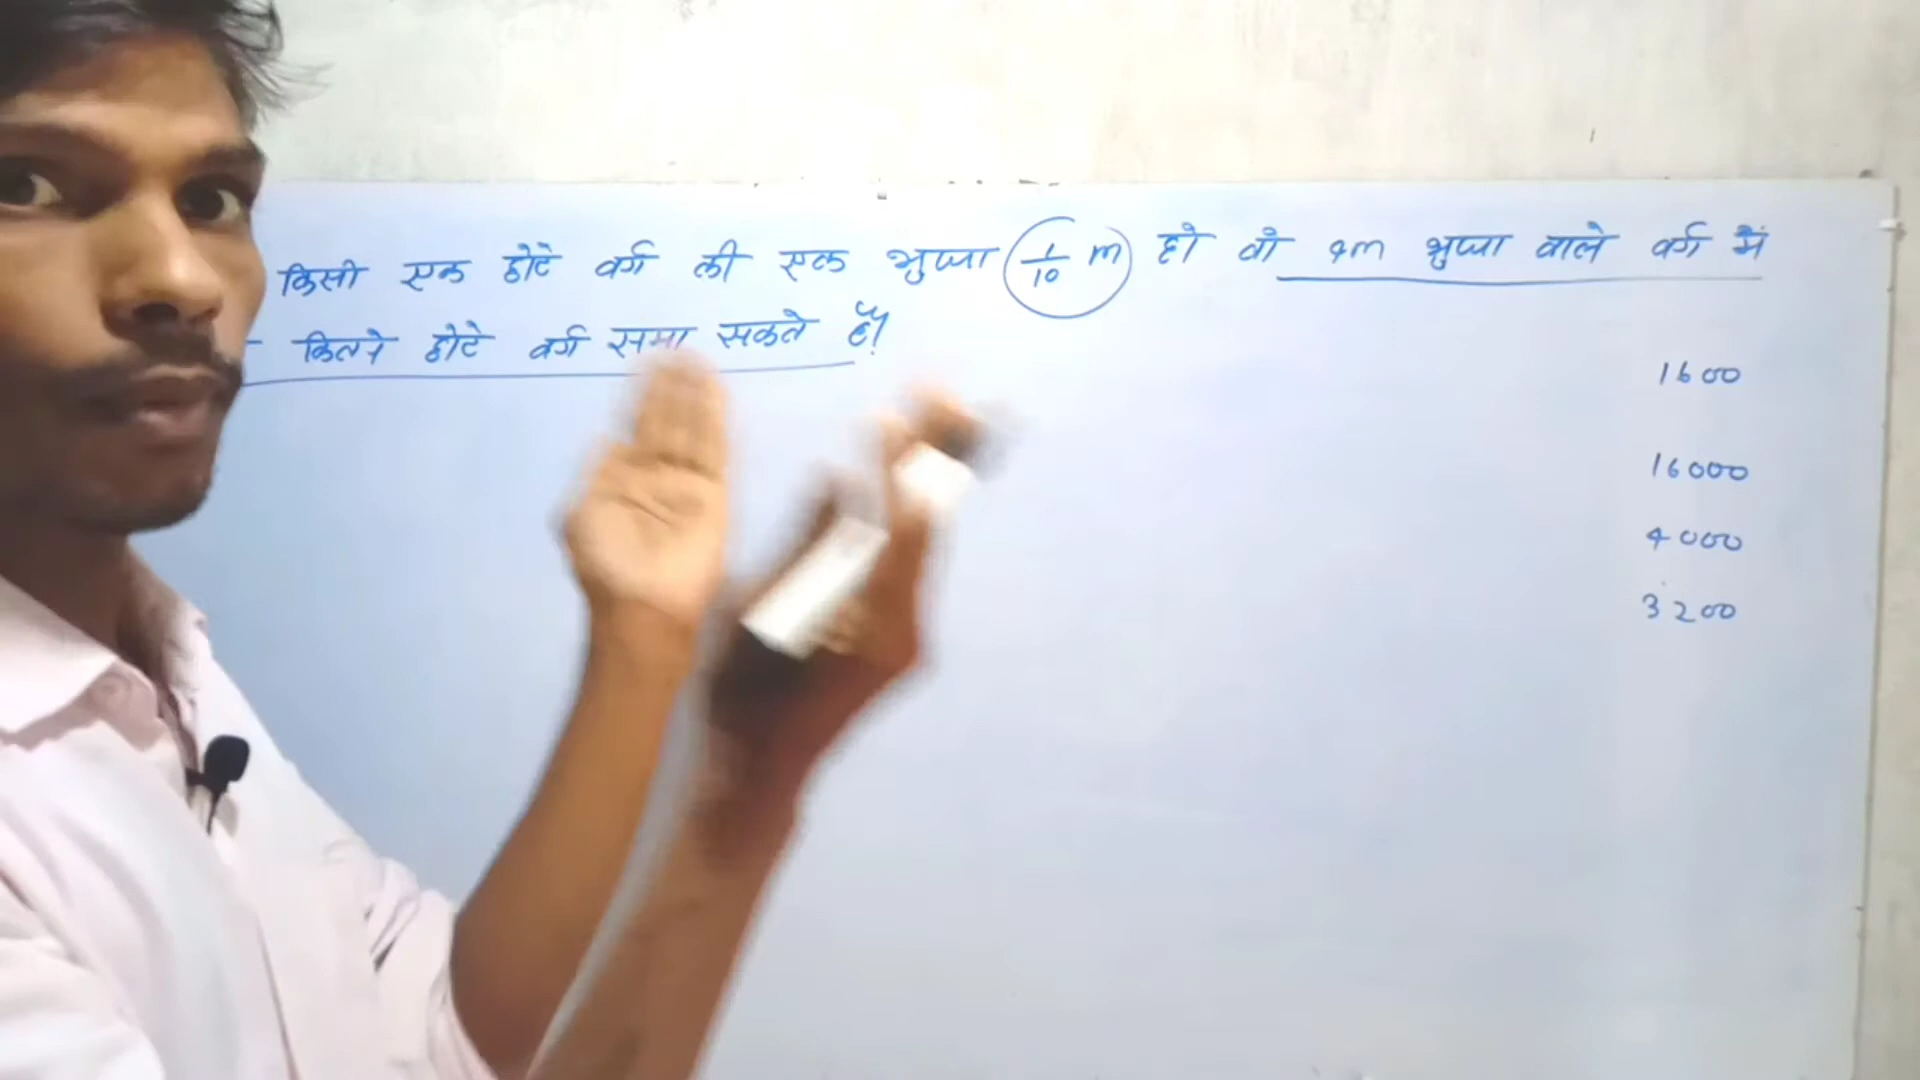 किसी एक छोटे वर्ग की एक भुजा 1/10 m हो तो 4m भुजा वाले वर्ग में
कितने छोटे वर्ग समा सकते हैं?
1600
16000
4000
3200